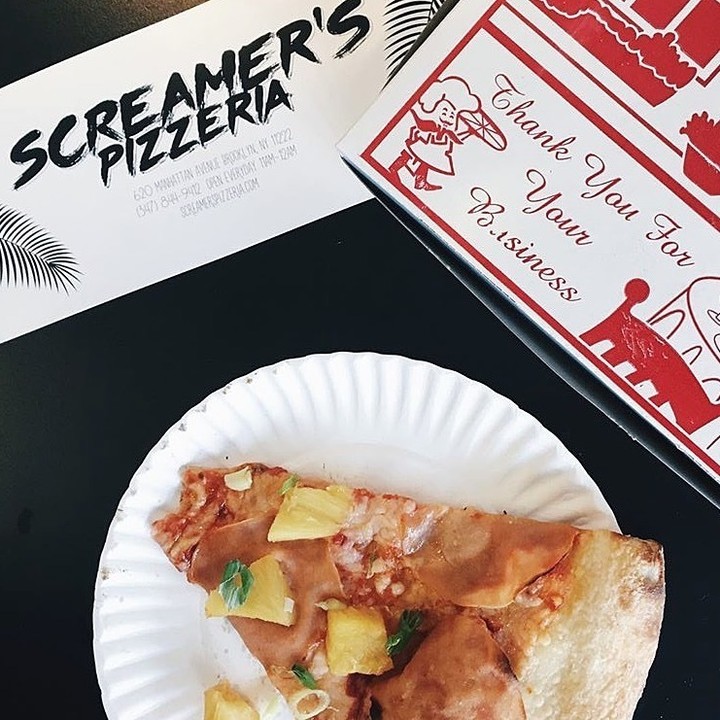 SCREAMER'S
PIZZERIA
620 MANHATTAN AVENUE BROOKLYN, NY 11222
(347) 844-9412 OPEN EVERYDAY 11AM-12AM
SCREAMERSPIZZERIA.COM
Thank You For
Your
Business